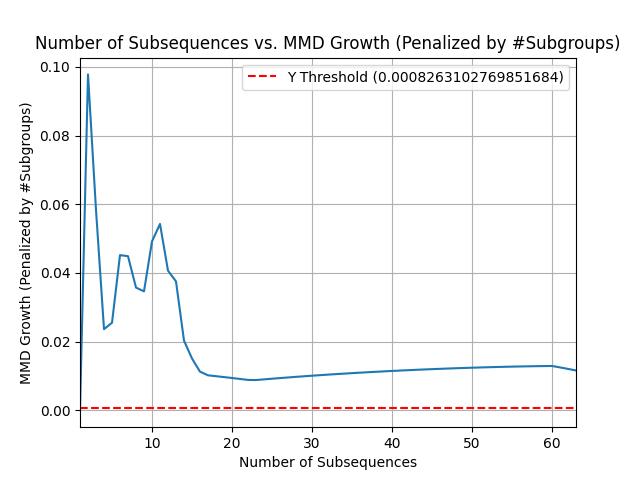 Number of Subsequences vs. MMD Growth (Penalized by #Subgroups)
Y Threshold (0.0008263102769851684)
MMD Growth (Penalized by #Subgroups)
0.10
0.08
0.06
0.04
0.02
0.00
10 20 30 40 50 60
Number of Subsequences